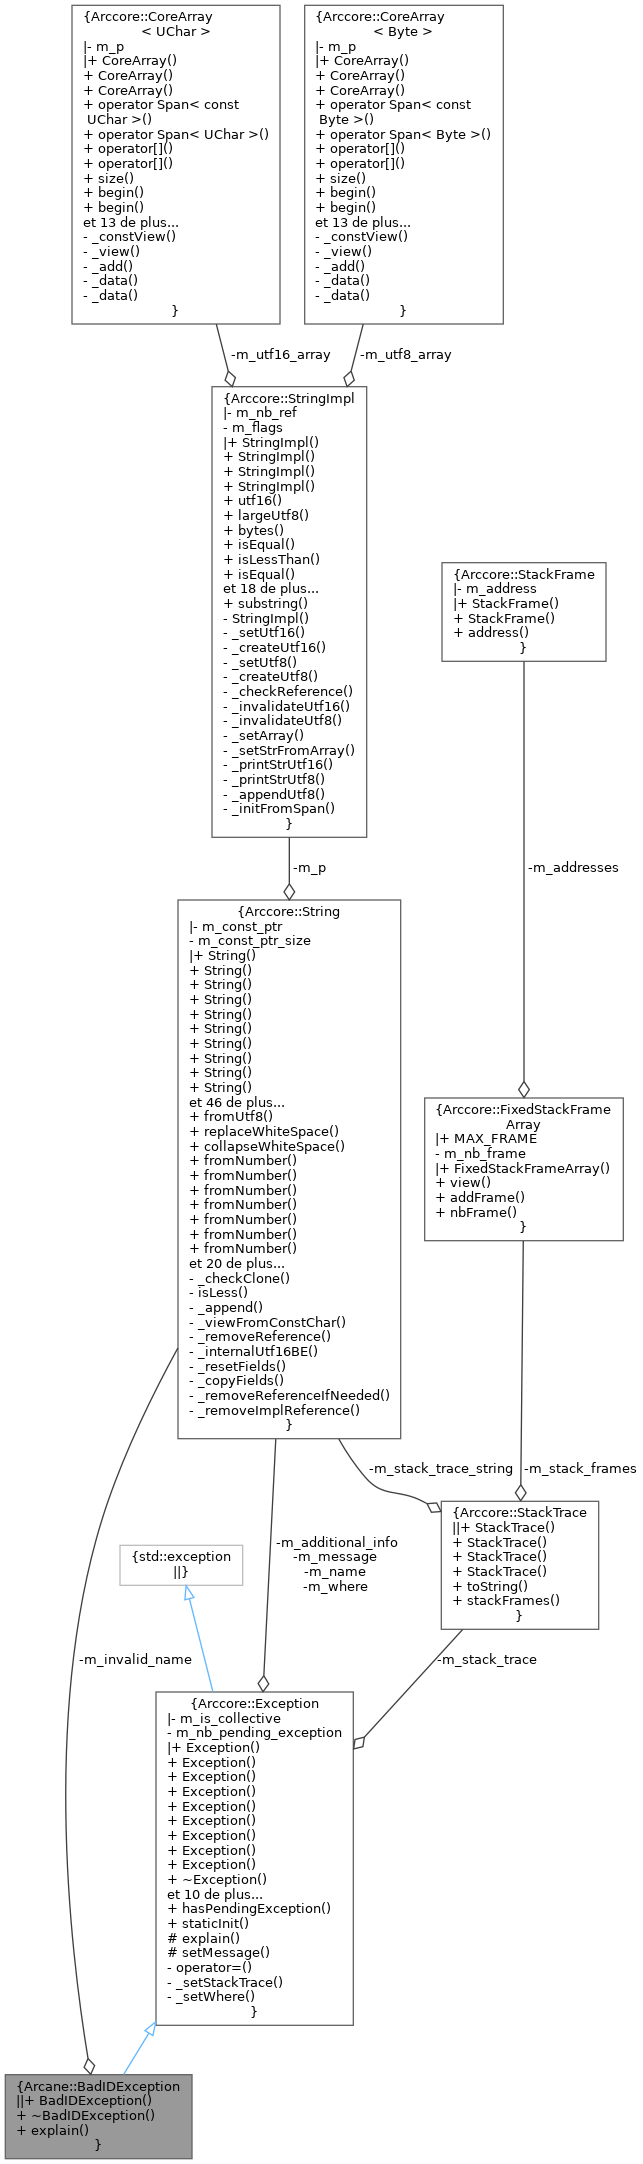 {Arccore::CoreArray
< UChar >
|- m_p
|+ CoreArray()
+ CoreArray()
+ CoreArray()
+ operator Span< const
UChar >()
+ operator Span< UChar >()
+ operator[]()
+ operator[]()
+ size()
+ begin()
+ begin()
et 13 de plus...
- _constView()
- _view()
- _add()
- _data()
- _data()
}
{Arccore::CoreArray
< Byte >
|- m_p
|+ CoreArray()
+ CoreArray()
+ CoreArray()
+ operator Span< const
Byte >()
+ operator Span< Byte >()
+ operator[]()
+ operator[]()
+ size()
+ begin()
+ begin()
et 13 de plus...
- _constView()
- _view()
- _add()
- _data()
- _data()
}
-m_utf16_array
-m_utf8_array
{Arccore::StringImpl
|- m_nb_ref
- m_flags
|+ StringImpl()
+ StringImpl()
+ StringImpl()
+ StringImpl()
+ utf16()
+ largeUtf8()
+ bytes()
+ isEqual()
+ isLessThan()
+ isEqual()
et 18 de plus...
+ substring()
- StringImpl()
- _setUtf16()
- _createUtf16()
- _setUtf8()
- _createUtf8()
- _checkReference()
- _invalidateUtf16()
- _invalidateUtf8()
- _setArray()
- _setStrFromArray()
- _printStrUtf16()
- _printStrUtf8()
- _appendUtf8()
- _initFromSpan()
}
{Arccore::StackFrame
|- m_address
|+ StackFrame()
+ StackFrame()
+ address()
}
-m_p
-m_addresses
{Arccore::String
|- m_const_ptr
- m_const_ptr_size
|+ String()
+ String()
+ String()
+ String()
+ String()
+ String()
+ String()
+ String()
+ String()
+ String()
et 46 de plus...
+ fromUtf8()
+ replaceWhiteSpace()
+ collapseWhiteSpace()
+ fromNumber()
+ fromNumber()
+ fromNumber()
+ fromNumber()
+ fromNumber()
+ fromNumber()
+ fromNumber()
et 20 de plus...
- _checkClone()
- isLess()
- _append()
- _viewFromConstChar()
- _removeReference()
- _internalUtf16BE()
- _resetFields()
- _copyFields()
- _removeReferenceIfNeeded()
- _removeImplReference()
}
{Arccore::FixedStackFrame
Array
|+ MAX_FRAME
- m_nb_frame
|+ FixedStackFrameArray()
+ view()
+ addFrame()
+ nbFrame()
}
-m_stack_trace_string
-m_stack_frames
{Arccore::StackTrace
||+ StackTrace()
+ StackTrace()
+ StackTrace()
+ StackTrace()
+ toString()
+ stackFrames()
}
-m_additional_info
-m_message
-m_name
-m_where
{std::exception
||}
-m_invalid_name
-m_stack_trace
{Arccore::Exception
|- m_is_collective
- m_nb_pending_exception
|+ Exception()
+ Exception()
+ Exception()
+ Exception()
+ Exception()
+ Exception()
+ Exception()
+ Exception()
+ Exception()
+ ~Exception()
et 10 de plus...
+ hasPendingException()
+ staticInit()
# explain()
# setMessage()
- operator=()
- _setStackTrace()
- _setWhere()
}
{Arcane::BadIDException
||+ BadIDException()
+ ~BadIDException()
+ explain()
}